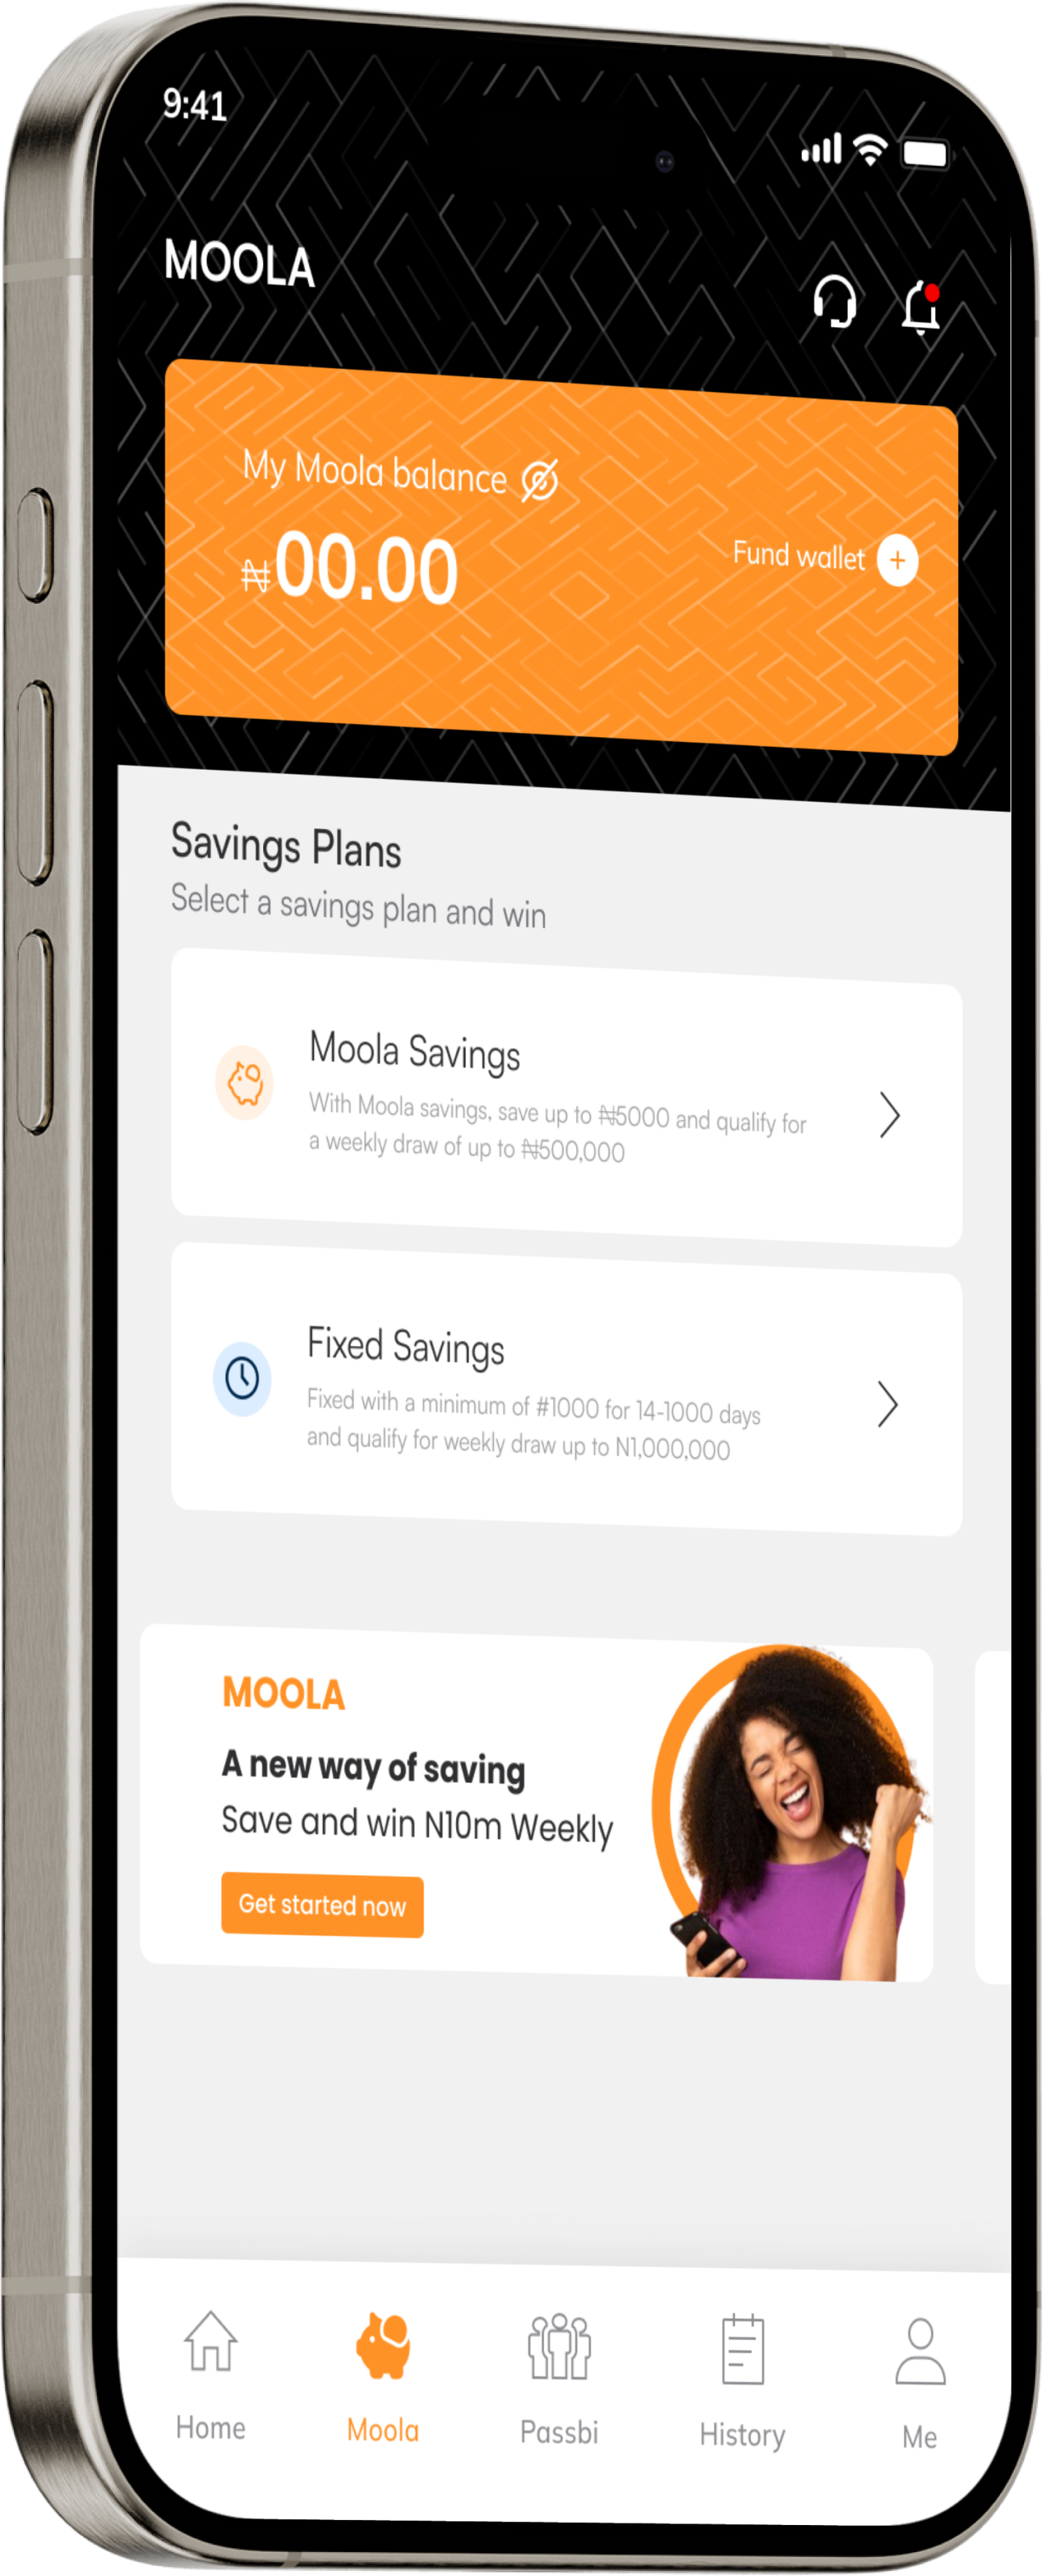 9:41
MOOLA
My Moola balance
₦00.00
Fund wallet
Savings Plans
Select a savings plan and win
Moola Savings
With Moola savings, save up to ₦5000 and qualify for
a weekly draw of up to ₦500,000
Fixed Savings
Fixed with a minimum of #1000 for 14-1000 days
and qualify for weekly draw up to N1,000,000
MOOLA
A new way of saving
Save and win N10m Weekly
Get started now
Home
Moola
Passbi
History
Me